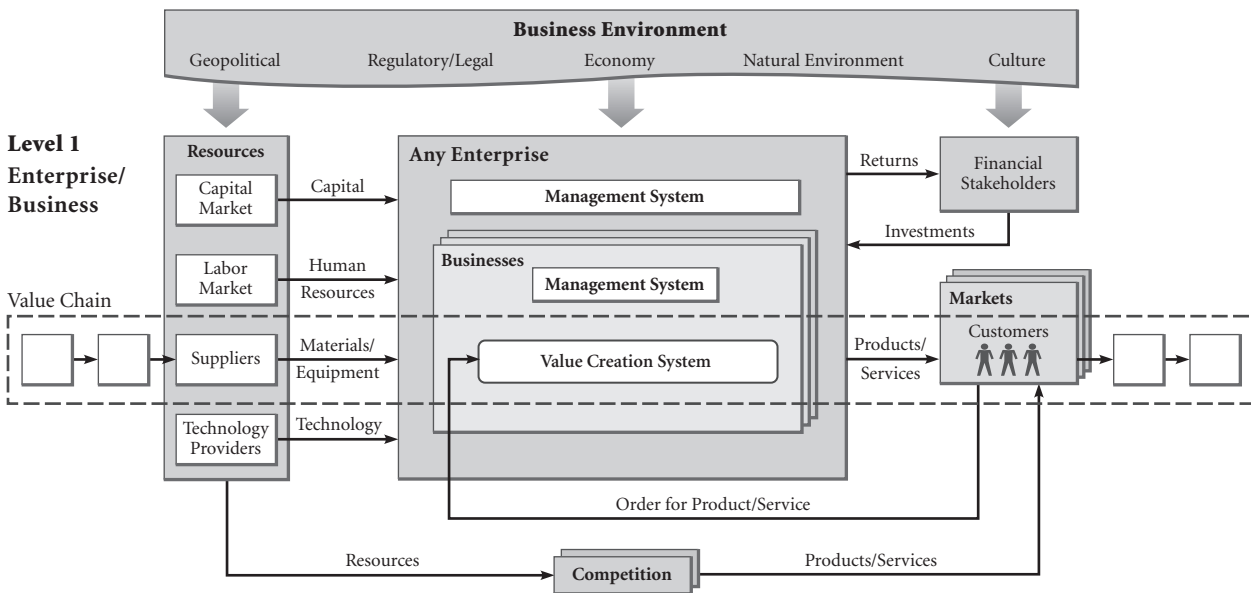 Business Environment
Geopolitical
Regulatory/Legal
Economy
Natural Environment
Culture
Level 1
Enterprise/
Business
Resources
Capital
Market
Capital
Labor
Market
Human
Resources
Value Chain
Suppliers
Materials/
Equipment
Technology
Providers
Technology
Any Enterprise
Management System
Businesses
Management System
Value Creation System
Returns
Financial
Stakeholders
Investments
Markets
Customers
Products/
Services
Order for Product/Service
Resources
Competition
Products/Services